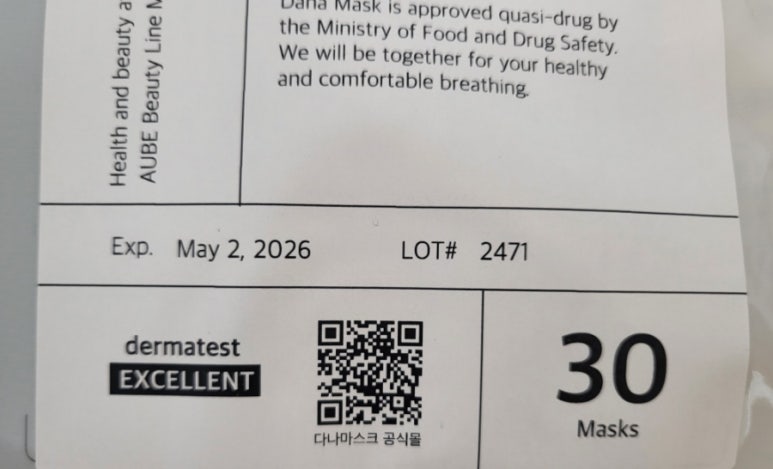 Health and beauty a
AUBE Beauty Line
Dana Mask is approved quasi-drug by
the Ministry of Food and Drug Safety.
We will be together for your healthy
and comfortable breathing.
Exp. May 2, 2026
LOT# 2471
dermatest
EXCELLENT
다나마스크 공식몰
30
Masks